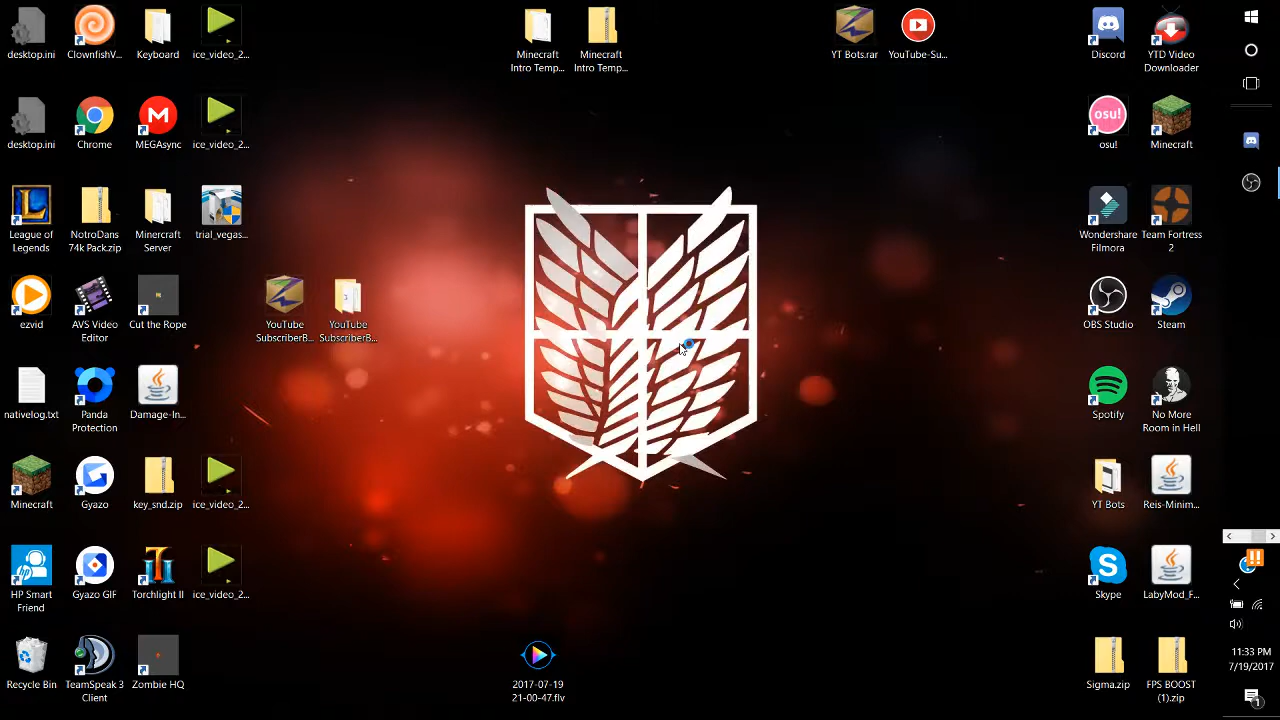 desktop.ini
ClownfishV...
Keyboard
ice_video_2...
Minecraft
Intro Temp...
Minecraft
Intro Temp...
YT Bots.rar
YouTube-Su...
Discord
YTD Video
Downloader
desktop.ini
Chrome
MEGAsync
ice_video_2...
osu!
osu!
Minecraft
League of
Legends
NotroDans
74k Pack.zip
Minercraft
Server
trial_vegas...
Wondershare
Filmora
Team Fortress
2
ezvid
AVS Video
Editor
Cut the Rope
YouTube
SubscriberB...
YouTube
SubscriberB...
OBS Studio
Steam
nativelog.txt
Panda
Protection
Damage-In...
Spotify
No More
Room in Hell
Minecraft
Gyazo
key_snd.zip
ice_video_2...
YT Bots
Reis-Minim...
HP Smart
Friend
Gyazo GIF
Torchlight II
ice_video_2...
Skype
LabyMod_F...
Recycle Bin
TeamSpeak 3
Client
Zombie HQ
2017-07-19
21-00-47.flv
Sigma.zip
FPS BOOST
(1).zip
11:33 PM
7/19/2017
1